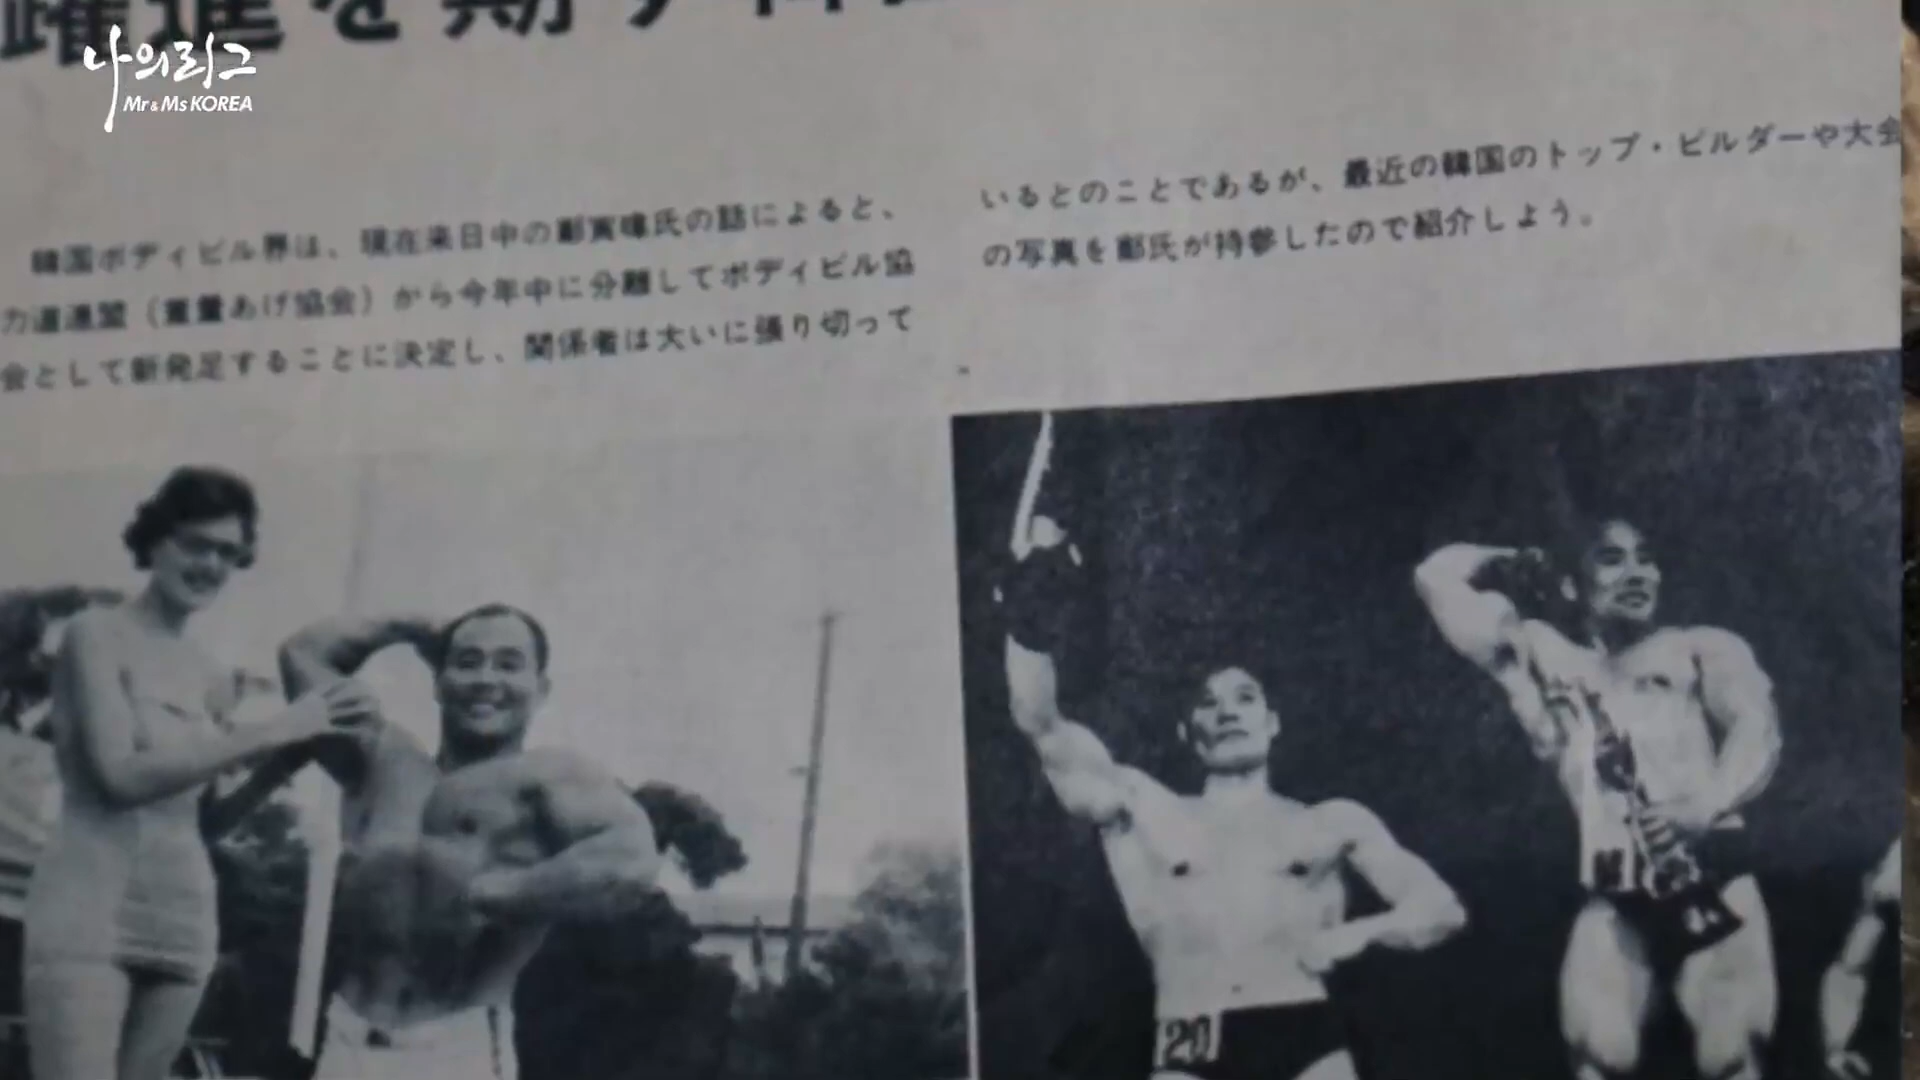 躍進を期す
나의리그
Mr & Ms KOREA
韓国ボディビル界は、現在来日中の鄭寅暲氏の話によると、
力道連盟（重量あげ協会）から今年中に分離してボディビル協
会として新発足することに決定し、関係者は大いに張り切って
いるとのことであるが、最近の韓国のトップ・ビルダーや大会
の写真を鄭氏が持参したので紹介しよう。
20